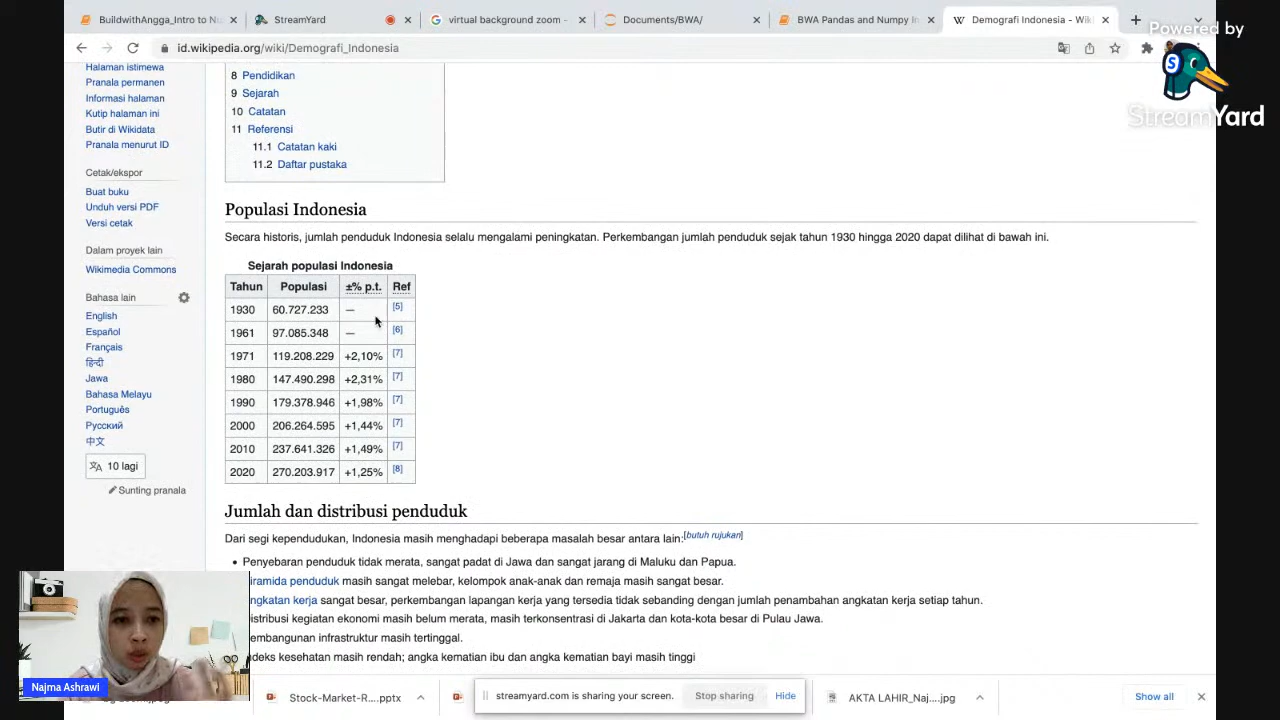 BuildwithAngga_Intro to Nu
StreamYard
virtual background zoom -
Documents/BWA/
BWA Pandas and Numpy In
Demografi Indonesia - Wiki
id.wikipedia.org/wiki/Demografi_Indonesia
Powered by
StreamYard
Halaman istimewa
Pranala permanen
Informasi halaman
Kutip halaman ini
Butir di Wikidata
Pranala menurut ID
Cetak/ekspor
Buat buku
Unduh versi PDF
Versi cetak
Dalam proyek lain
Wikimedia Commons
Bahasa lain
English
Español
Français
हिन्दी
Jawa
Bahasa Melayu
Português
Русский
中文
10 lagi
Sunting pranala
8 Pendidikan
9 Sejarah
10 Catatan
11 Referensi
11.1 Catatan kaki
11.2 Daftar pustaka
Populasi Indonesia
Secara historis, jumlah penduduk Indonesia selalu mengalami peningkatan. Perkembangan jumlah penduduk sejak tahun 1930 hingga 2020 dapat dilihat di bawah ini.
Sejarah populasi Indonesia
Tahun Populasi ±% p.t. Ref
1930 60.727.233 — [5]
1961 97.085.348 — [6]
1971 119.208.229 +2,10% [7]
1980 147.490.298 +2,31% [7]
1990 179.378.946 +1,98% [7]
2000 206.264.595 +1,44% [7]
2010 237.641.326 +1,49% [7]
2020 270.203.917 +1,25% [8]
Jumlah dan distribusi penduduk
Dari segi kependudukan, Indonesia masih menghadapi beberapa masalah besar antara lain:[butuh rujukan]
• Penyebaran penduduk tidak merata, sangat padat di Jawa dan sangat jarang di Maluku dan Papua.
iramida penduduk masih sangat melebar, kelompok anak-anak dan remaja masih sangat besar.
ngkatan kerja sangat besar, perkembangan lapangan kerja yang tersedia tidak sebanding dengan jumlah penambahan angkatan kerja setiap tahun.
istribusi kegiatan ekonomi masih belum merata, masih terkonsentrasi di Jakarta dan kota-kota besar di Pulau Jawa.
embangunan infrastruktur masih tertinggal.
deks kesehatan masih rendah; angka kematian ibu dan angka kematian bayi masih tinggi
Najma Ashrawi
Stock-Market-R....pptx
streamyard.com is sharing your screen.
Stop sharing
Hide
AKTA LAHIR_Naj....jpg
Show all